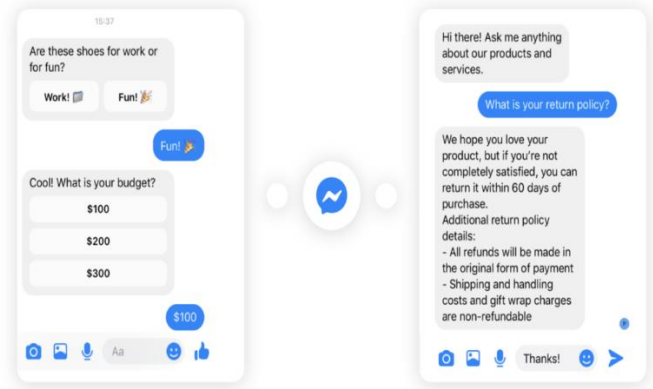 15:37
Are these shoes for work or
for fun?
Work! Fun!
Fun!
Cool! What is your budget?
$100
$200
$300
$100
Aa
Hi there! Ask me anything
about our products and
services.
What is your return policy?
We hope you love your
product, but if you're not
completely satisfied, you can
return it within 60 days of
purchase.
Additional return policy
details:
- All refunds will be made in
the original form of payment
- Shipping and handling
costs and gift wrap charges
are non-refundable
Thanks!